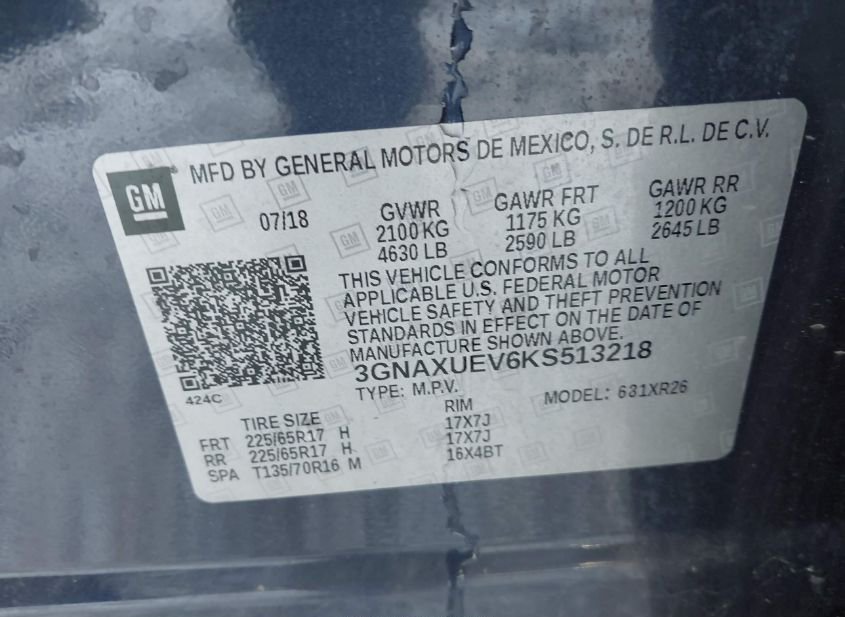 GM
MFD BY GENERAL MOTORS DE MEXICO, S. DE R.L. DE C.V.
07/18
GVWR
2100 KG
4630 LB
GAWR FRT
1175 KG
2590 LB
GAWR RR
1200 KG
2645 LB
THIS VEHICLE CONFORMS TO ALL
APPLICABLE U.S. FEDERAL MOTOR
VEHICLE SAFETY AND THEFT PREVENTION
STANDARDS IN EFFECT ON THE DATE OF
MANUFACTURE SHOWN ABOVE.
3GNAXUEV6KS513218
TYPE: M.P.V. MODEL: 631XR26
424C
TIRE SIZE RIM
FRT 225/65R17 H 17X7J
RR 225/65R17 H 17X7J
SPA T135/70R16 M 16X4BT